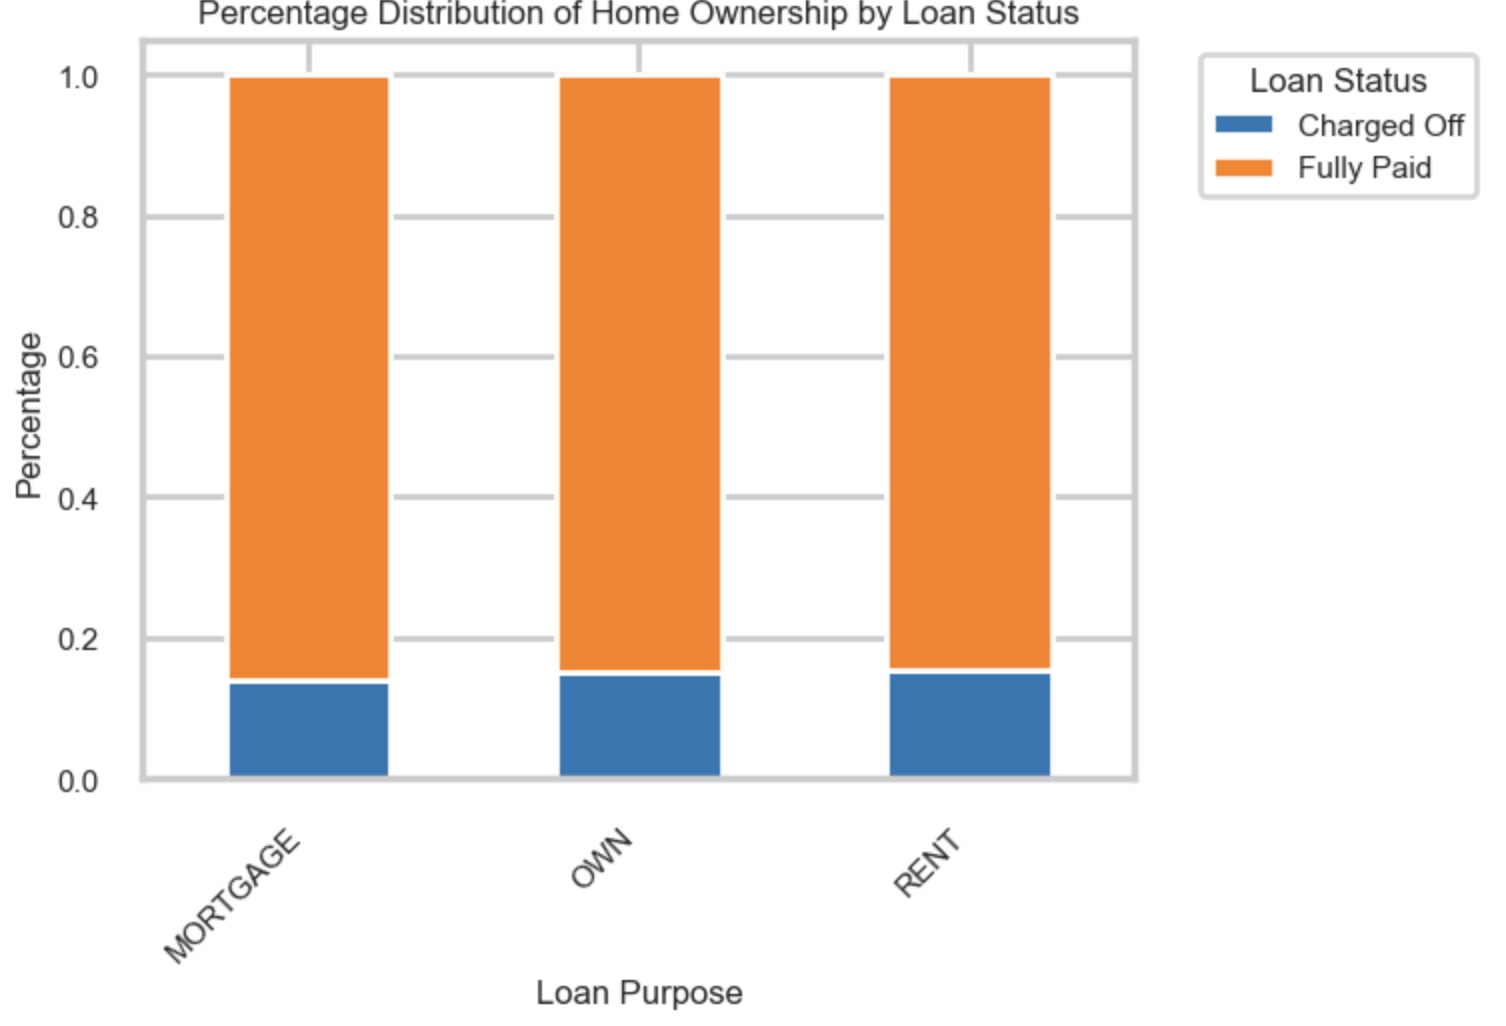 Percentage Distribution of Home Ownership by Loan Status
Loan Status
Charged Off
Fully Paid
Percentage
1.0
0.8
0.6
0.4
0.2
0.0
MORTGAGE
OWN
RENT
Loan Purpose